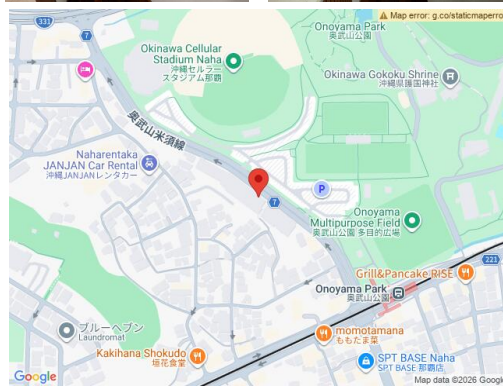 331
Map error: g.co/staticmaperro
Onoyama Park
奥武山公園
Okinawa Cellular
Stadium Naha
沖縄セルラー
スタジアム那覇
Okinawa Gokoku Shrine
沖縄県護国神社
奥武山米須線
Naharentaka
JANJAN Car Rental
沖縄JANJANレンタカー
P
7
Onoyama
Multipurpose Field
奥武山公園 多目的広場
221
Grill&Pancake RISE
Onoyama Park
奥武山公園
ブルーヘブン
Laundromat
momotamana
ももたま菜
Kakihana Shokudo
垣花食堂
SPT BASE Naha
SPT BASE 那覇店
Google
Map data ©2026 Google